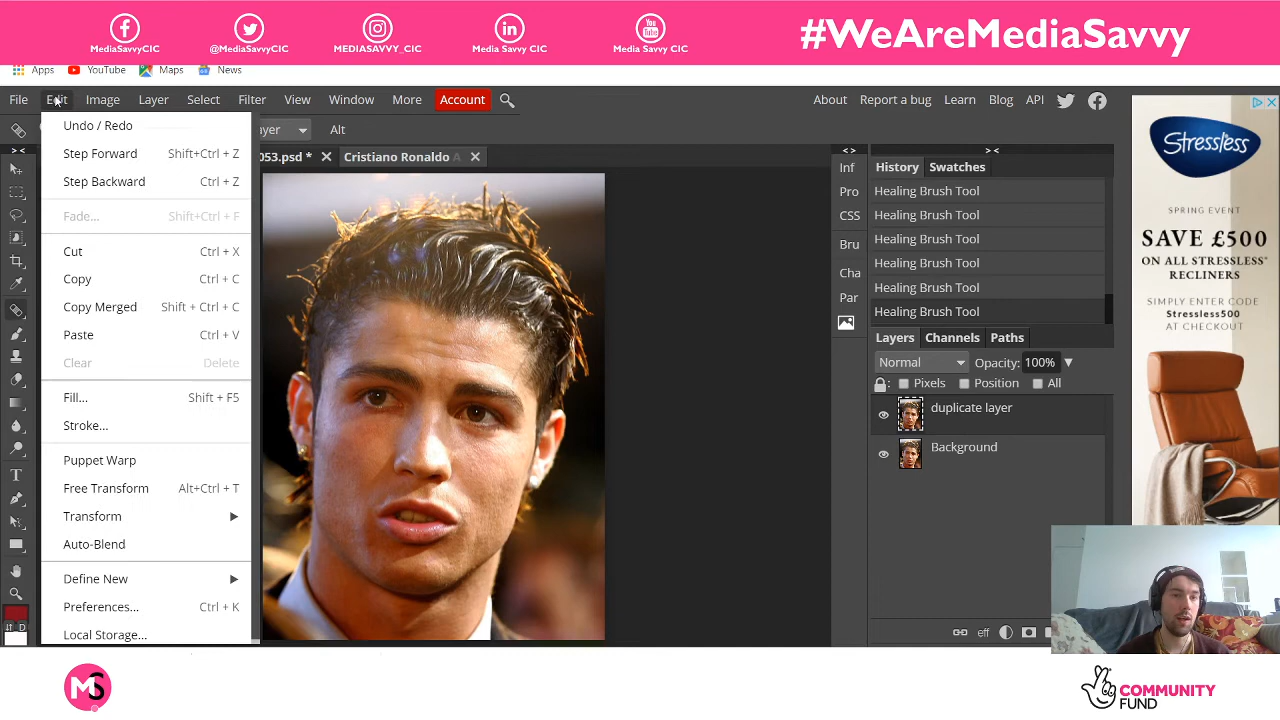 MediaSavvyCIC
@MediaSavvyCIC
MEDIASAVVY_CIC
Media Savvy CIC
You
Tube
Media Savvy CIC
#WeAreMediaSavvy
Apps YouTube Maps News
File Edit Image Layer Select Filter View Window More Account
About Report a bug Learn Blog API
Alt
053.psd * Cristiano Ronaldo A
Undo / Redo
Step Forward Shift+Ctrl + Z
Step Backward Ctrl + Z
Fade... Shift+Ctrl + F
Cut Ctrl + X
Copy Ctrl + C
Copy Merged Shift + Ctrl + C
Paste Ctrl + V
Clear Delete
Fill... Shift + F5
Stroke...
Puppet Warp
Free Transform Alt+Ctrl + T
Transform
Auto-Blend
Define New
Preferences... Ctrl + K
Local Storage...
T
D
Inf
Pro
CSS
Bru
Cha
Par
History Swatches
Healing Brush Tool
Healing Brush Tool
Healing Brush Tool
Healing Brush Tool
Healing Brush Tool
Healing Brush Tool
Layers Channels Paths
Normal Opacity: 100%
Pixels Position All
duplicate layer
Background
eff
Stressless
SPRING EVENT
SAVE £500
ON ALL STRESSLESS®
RECLINERS
SIMPLY ENTER CODE
Stressless500
AT CHECKOUT
MS
COMMUNITY
FUND